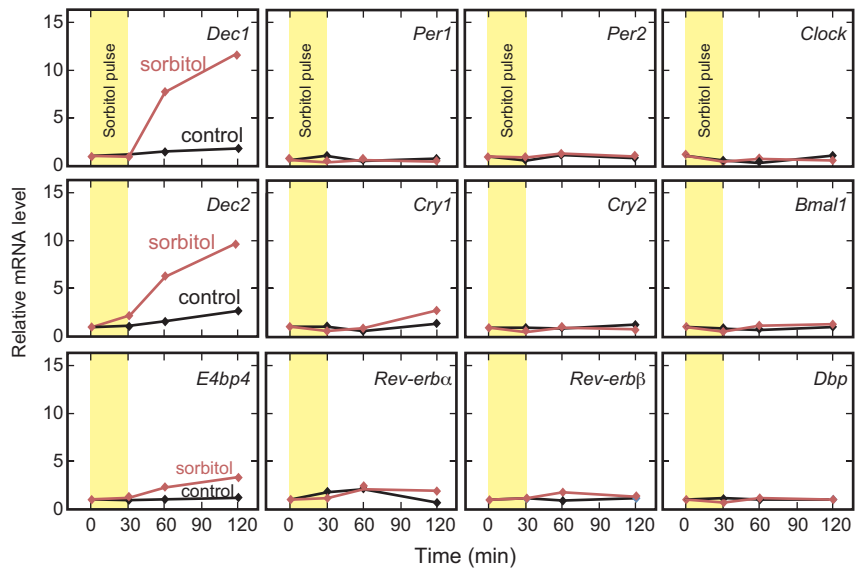 Relative mRNA level
15
10
5
0
Sorbitol pulse
Dec1
sorbitol
control
Sorbitol pulse
Per1
Sorbitol pulse
Per2
Sorbitol pulse
Clock
15
10
5
0
Dec2
sorbitol
control
Cry1
Cry2
Bmal1
15
10
5
0
E4bp4
sorbitol
control
Rev-erbα
Rev-erbβ
Dbp
0 30 60 90 120 0 30 60 90 120 0 30 60 90 120 0 30 60 90 120
Time (min)